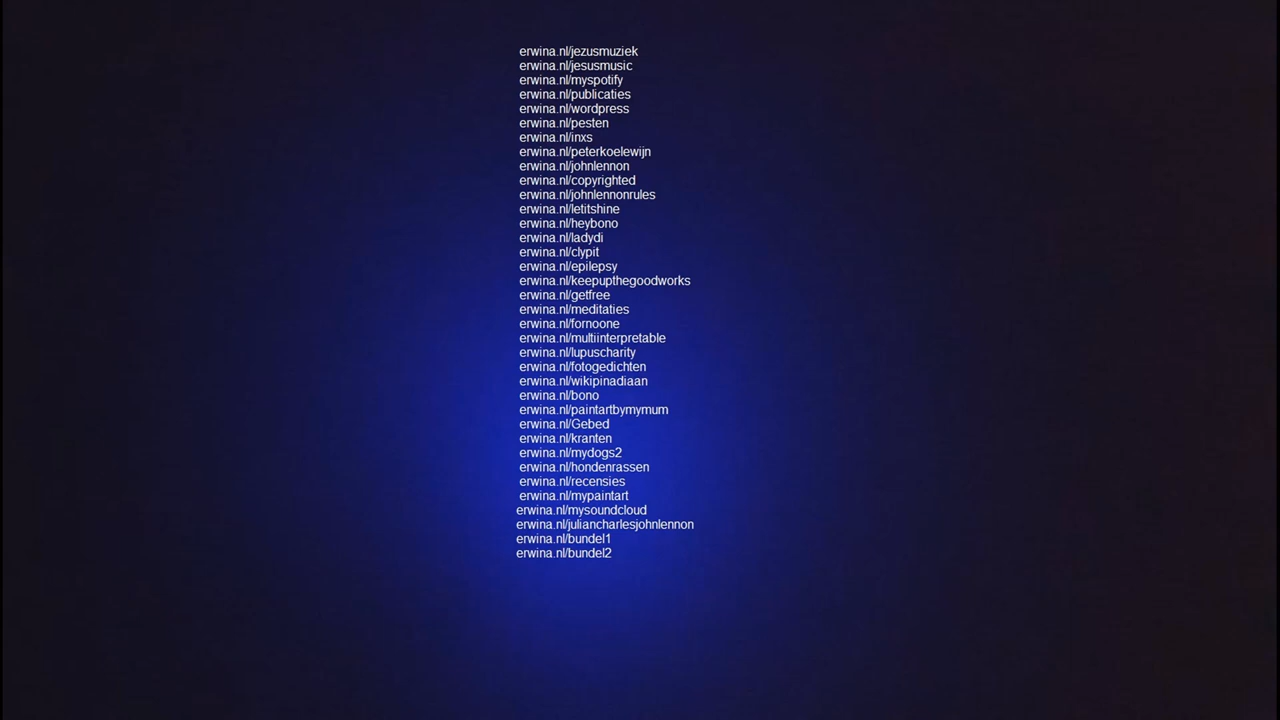 erwina.nl/jezusmuziek
erwina.nl/jesusmusic
erwina.nl/myspotify
erwina.nl/publicaties
erwina.nl/wordpress
erwina.nl/pesten
erwina.nl/inxs
erwina.nl/peterkoelewijn
erwina.nl/johnlennon
erwina.nl/copyrighted
erwina.nl/johnlennonrules
erwina.nl/letitshine
erwina.nl/heybono
erwina.nl/ladydi
erwina.nl/clypit
erwina.nl/epilepsy
erwina.nl/keepupthegoodworks
erwina.nl/getfree
erwina.nl/meditaties
erwina.nl/fornoone
erwina.nl/multiinterpretable
erwina.nl/lupuscharity
erwina.nl/fotogedichten
erwina.nl/wikipinadiaan
erwina.nl/bono
erwina.nl/paintartbymymum
erwina.nl/Gebed
erwina.nl/kranten
erwina.nl/mydogs2
erwina.nl/hondenrassen
erwina.nl/recensies
erwina.nl/mypaintart
erwina.nl/mysoundcloud
erwina.nl/juliancharlesjohnlennon
erwina.nl/bundel1
erwina.nl/bundel2